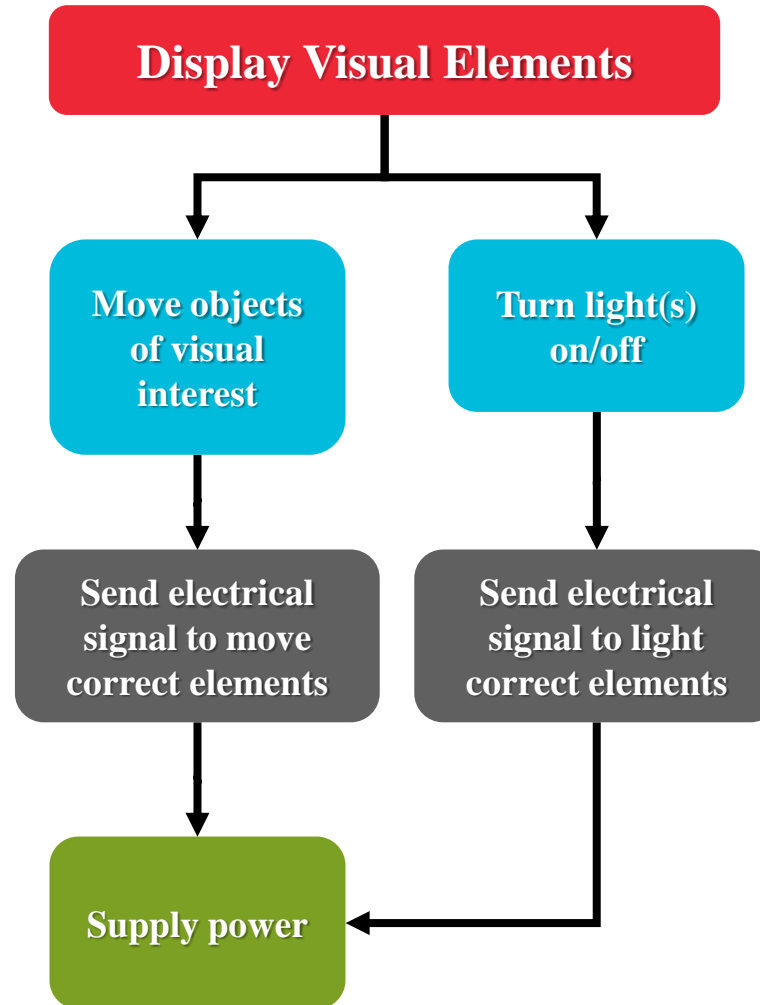 Display Visual Elements
Move objects
of visual
interest
Turn light(s)
on/off
Send electrical
signal to move
correct elements
Send electrical
signal to light
correct elements
Supply power